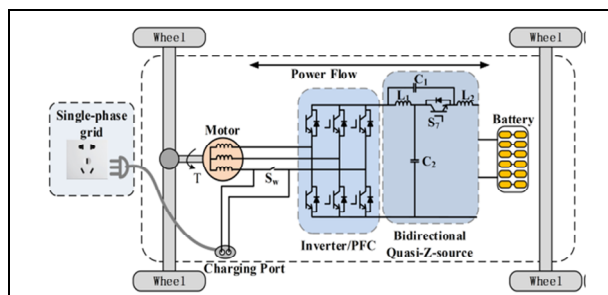 Wheel
Wheel
Power Flow
C1
L1
L2
S7
Single-phase
grid
Motor
Battery
C2
T
Sw
Inverter/PFC
Bidirectional
Quasi-Z-source
Charging Port
Wheel
Wheel